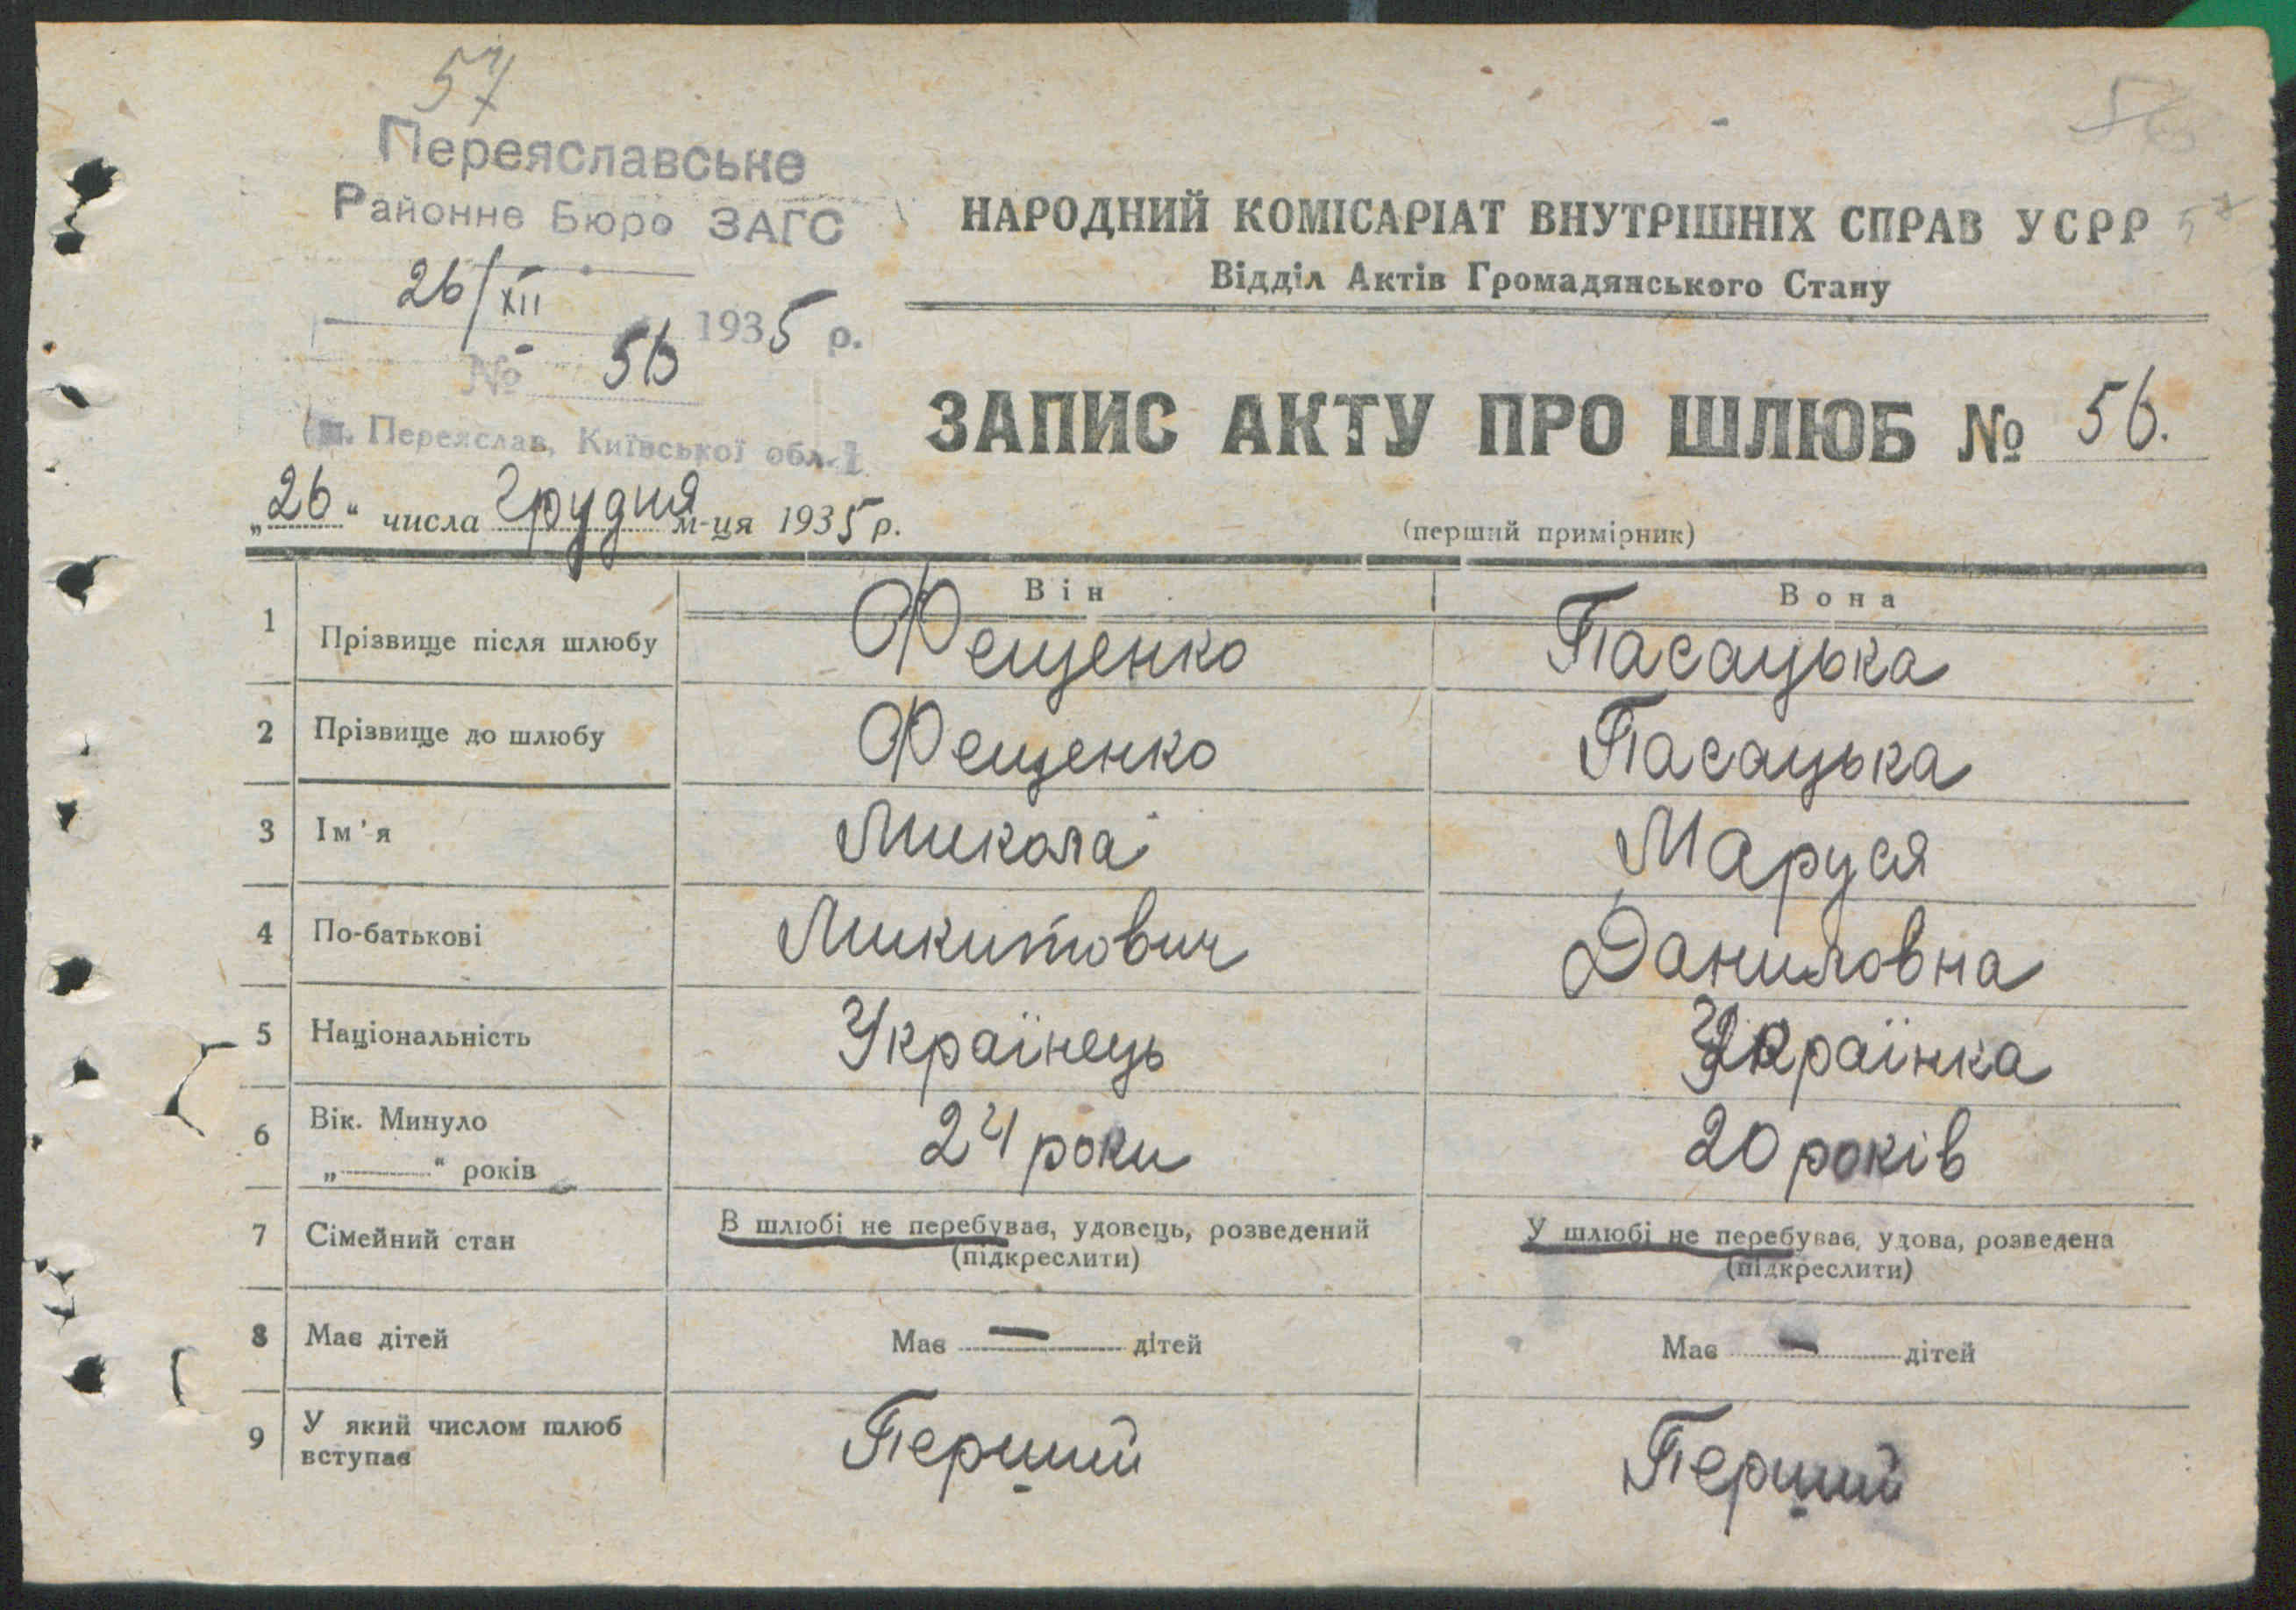 57
Переяславське
Районне Бюро ЗАГС
26/XII 1935 р.
№ 56
м. Переяслав, Київської обл.
НАРОДНИЙ КОМІСАРІАТ ВНУТРІШНІХ СПРАВ УСРР
Відділ Актів Громадянського Стану
ЗАПИС АКТУ ПРО ШЛЮБ № 56.
„26“ числа Грудня м-ця 1935 р.
(перший примірник)
Він Вона
1 Прізвище після шлюбу Фещенко Пасацька
2 Прізвище до шлюбу Фещенко Пасацька
3 Ім'я Микола Маруся
4 По-батькові Микитович Даниловна
5 Національність Українець Українка
6 Вік. Минуло „ “ років 24 роки 20 років
7 Сімейний стан В шлюбі не перебуває, удовець, розведений У шлюбі не перебуває, удова, розведена
(підкреслити) (підкреслити)
8 Має дітей Має — дітей Має — дітей
9 У який числом шлюб вступає Перший Перший